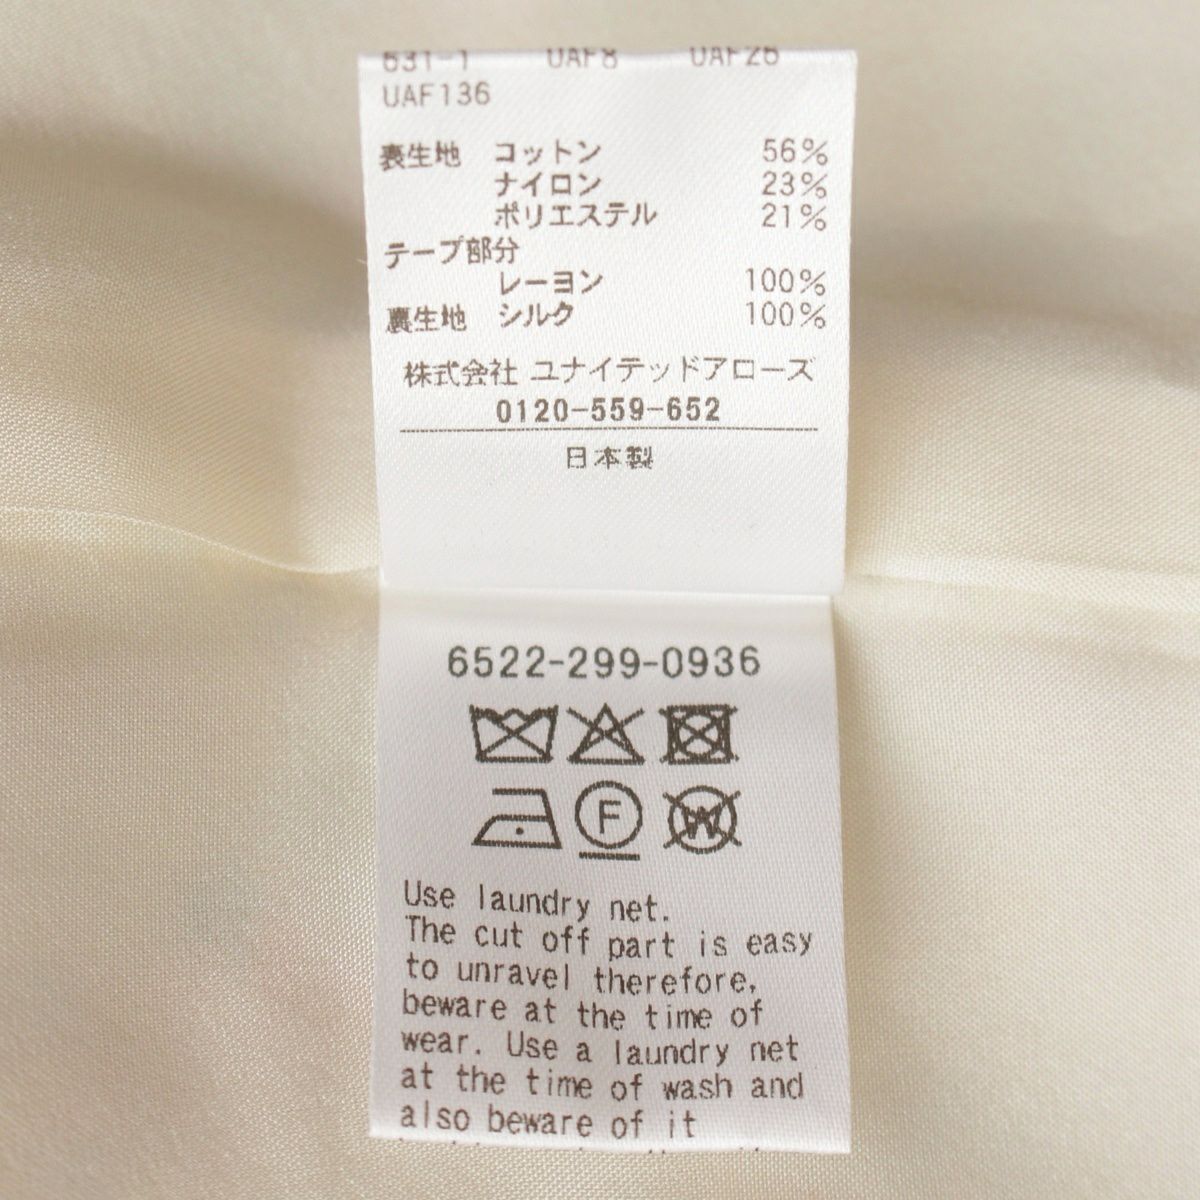 631-1 UAF8 UAF26
UAF136
表生地 コットン 56%
ナイロン 23%
ポリエステル 21%
テープ部分
レーヨン 100%
裏生地 シルク 100%
株式会社 ユナイテッドアローズ
0120-559-652
日本製
6522-299-0936
F W
Use laundry net.
The cut off part is easy
to unravel therefore,
beware at the time of
wear. Use a laundry net
at the time of wash and
also beware of it